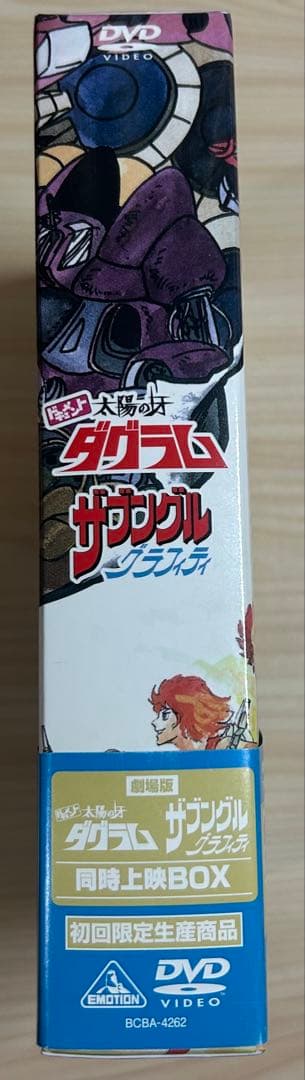 DVD
VIDEO
ドキュメント 太陽の牙
ダグラム
ザブングル
グラフィティ
劇場版
ドキュメント 太陽の牙
ダグラム
ザブングル
グラフィティ
同時上映BOX
初回限定生産商品
EMOTION
DVD
VIDEO
BCBA-4262